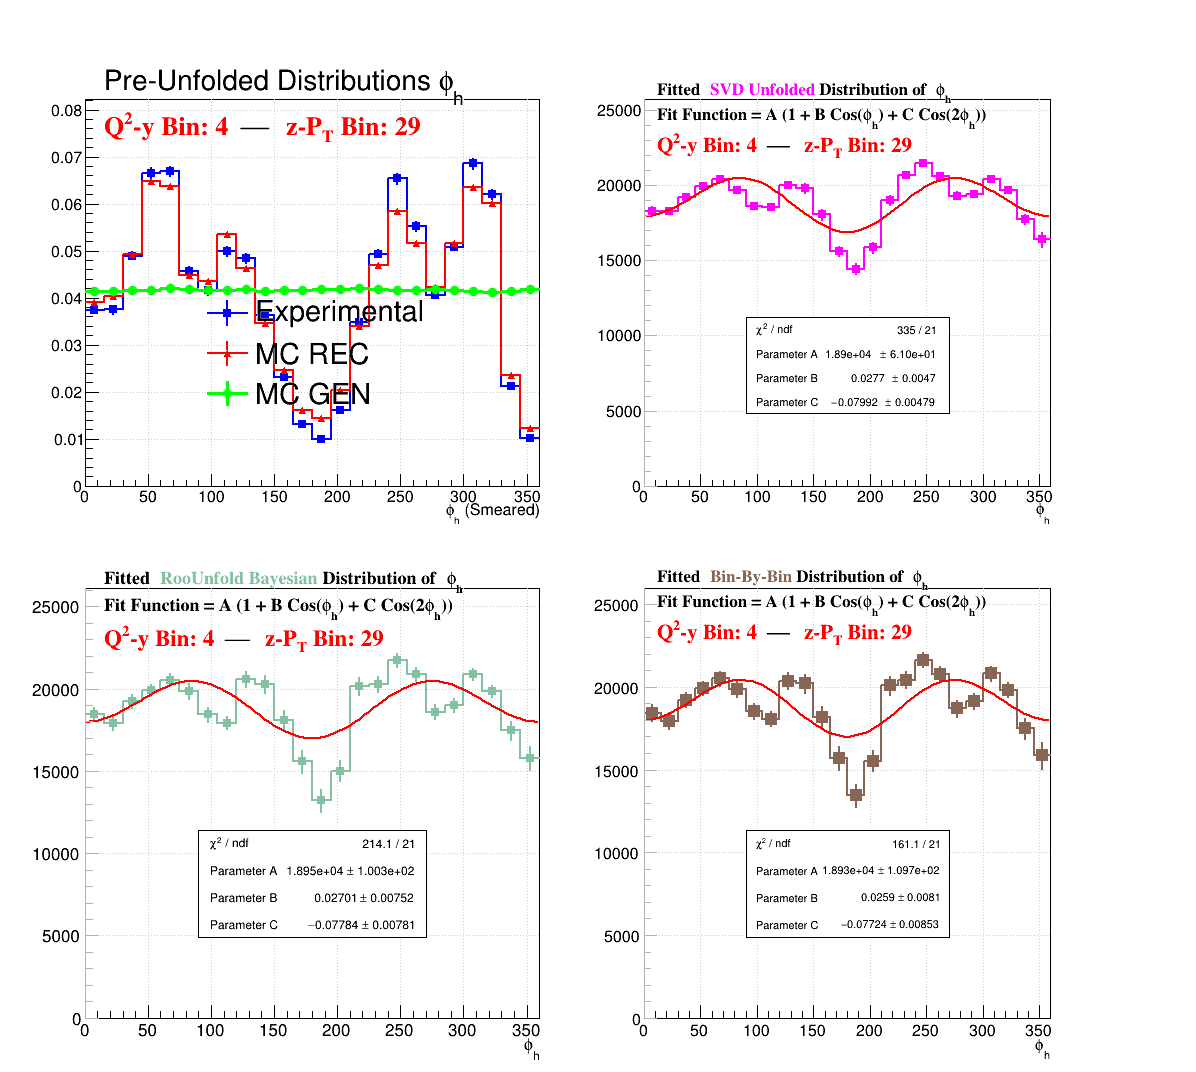 Pre-Unfolded Distributions ϕh
Q²-y Bin: 4 — z-PT Bin: 29
0.08
0.07
0.06
0.05
0.04
0.03
0.02
0.01
0
Experimental
MC REC
MC GEN
0 50 100 150 200 250 300 350
ϕh (Smeared)
Fitted SVD Unfolded Distribution of ϕh
Fit Function = A (1 + B Cos(ϕh) + C Cos(2ϕh))
Q²-y Bin: 4 — z-PT Bin: 29
25000
20000
15000
10000
5000
0
χ² / ndf 335 / 21
Parameter A 1.89e+04 ± 6.10e+01
Parameter B 0.0277 ± 0.0047
Parameter C −0.07992 ± 0.00479
0 50 100 150 200 250 300 350
ϕh
Fitted RooUnfold Bayesian Distribution of ϕh
Fit Function = A (1 + B Cos(ϕh) + C Cos(2ϕh))
Q²-y Bin: 4 — z-PT Bin: 29
25000
20000
15000
10000
5000
0
χ² / ndf 214.1 / 21
Parameter A 1.895e+04 ± 1.003e+02
Parameter B 0.02701 ± 0.00752
Parameter C −0.07784 ± 0.00781
0 50 100 150 200 250 300 350
ϕh
Fitted Bin-By-Bin Distribution of ϕh
Fit Function = A (1 + B Cos(ϕh) + C Cos(2ϕh))
Q²-y Bin: 4 — z-PT Bin: 29
25000
20000
15000
10000
5000
0
χ² / ndf 161.1 / 21
Parameter A 1.893e+04 ± 1.097e+02
Parameter B 0.0259 ± 0.0081
Parameter C −0.07724 ± 0.00853
0 50 100 150 200 250 300 350
ϕh